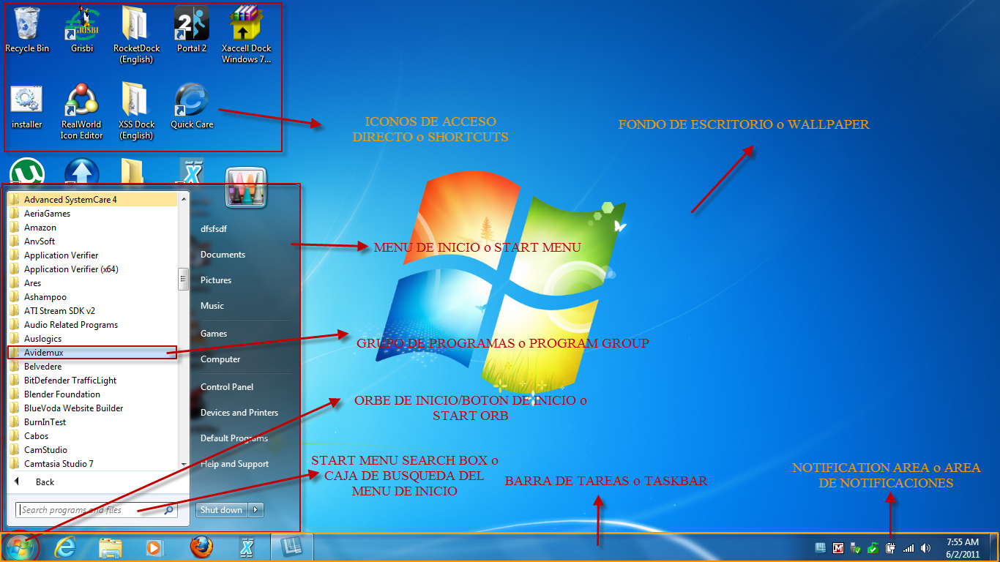 Recycle Bin
Grisbi
RocketDock
(English)
Portal 2
Xaccell Dock
Windows 7...
installer
RealWorld
Icon Editor
XSS Dock
(English)
Quick Care
ICONOS DE ACCESO
DIRECTO o SHORTCUTS
FONDO DE ESCRITORIO o WALLPAPER
Advanced SystemCare 4
AeriaGames
Amazon
AnvSoft
Application Verifier
Application Verifier (x64)
Ares
Ashampoo
ATI Stream SDK v2
Audio Related Programs
Auslogics
Avidemux
Belvedere
BitDefender TrafficLight
Blender Foundation
BlueVoda Website Builder
BurnInTest
Cabos
CamStudio
Camtasia Studio 7
Back
Search programs and files
dfsfsdf
Documents
Pictures
Music
Games
Computer
Control Panel
Devices and Printers
Default Programs
Help and Support
Shut down
MENU DE INICIO o START MENU
GRUPO DE PROGRAMAS o PROGRAM GROUP
ORBE DE INICIO/BOTON DE INICIO o
START ORB
START MENU SEARCH BOX o
CAJA DE BUSQUEDA DEL
MENU DE INICIO
BARRA DE TAREAS o TASKBAR
NOTIFICATION AREA o AREA
DE NOTIFICACIONES
7:55 AM
6/2/2011